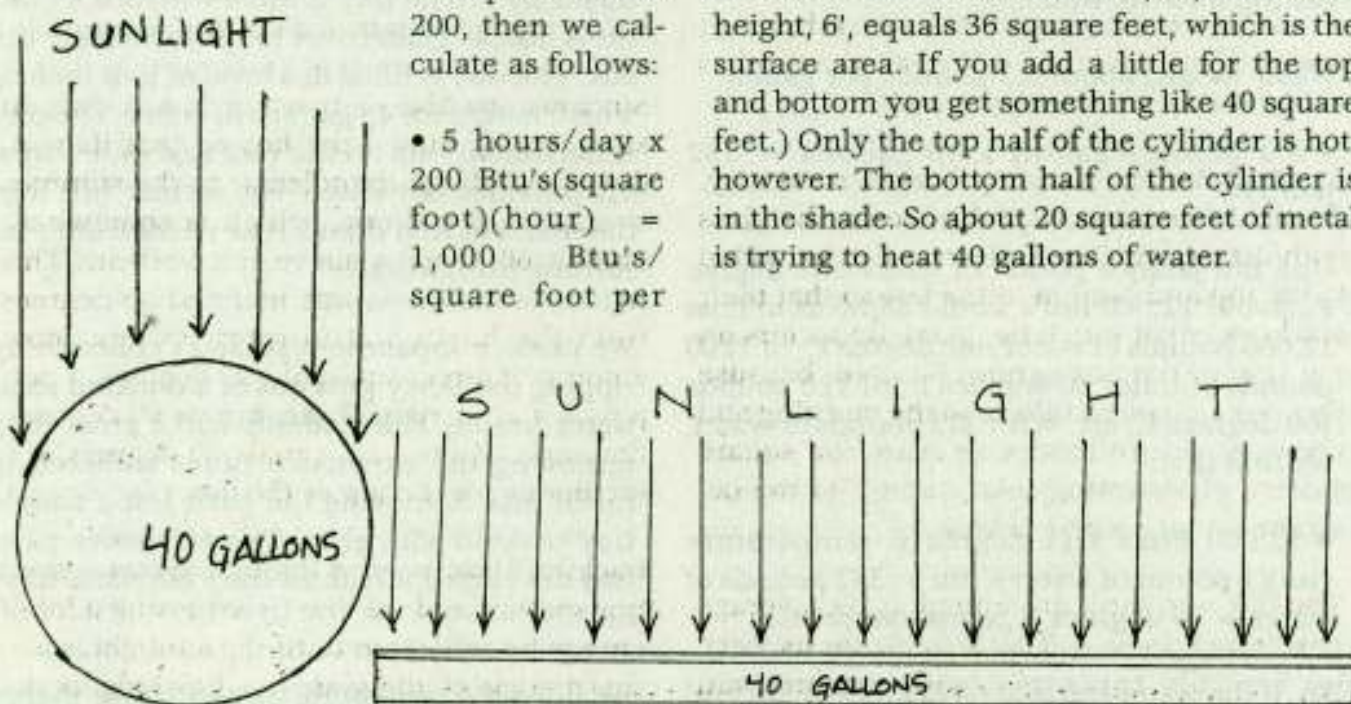 SUNLIGHT
200, then we cal-
culate as follows:
• 5 hours/day x
200 Btu's(square
foot)(hour) =
1,000 Btu's/
square foot per
height, 6', equals 36 square feet, which is the
surface area. If you add a little for the top
and bottom you get something like 40 square
feet.) Only the top half of the cylinder is hot,
however. The bottom half of the cylinder is
in the shade. So about 20 square feet of metal
is trying to heat 40 gallons of water.
40 GALLONS
SUNLIGHT
40 GALLONS